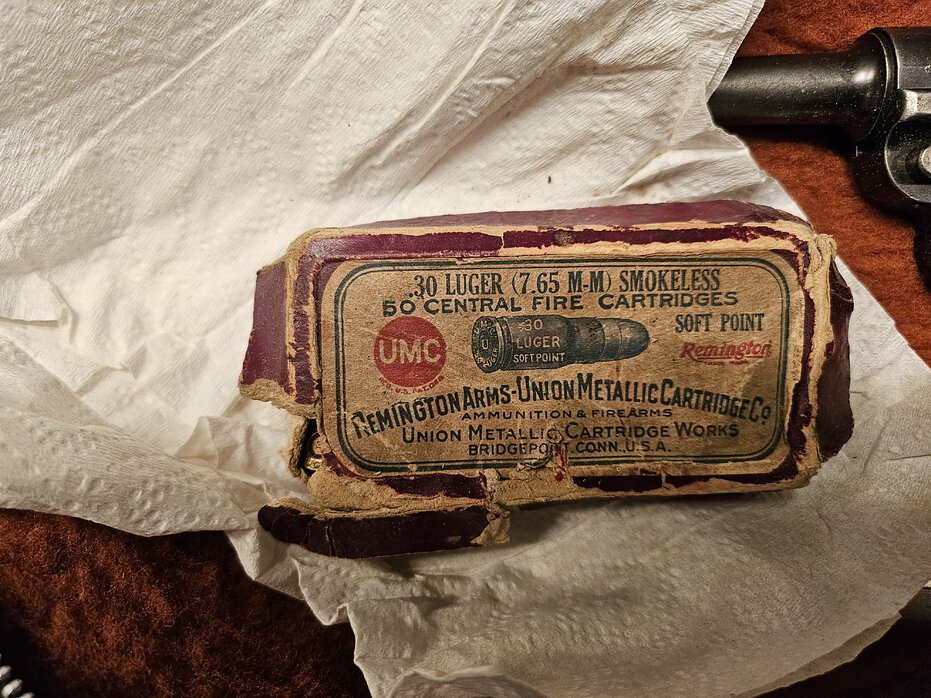 .30 LUGER (7.65 M-M) SMOKELESS
50 CENTRAL FIRE CARTRIDGES
UMC
30
LUGER
SOFT POINT
U
SOFT POINT
Remington
REMINGTON ARMS-UNION METALLIC CARTRIDGE CO
AMMUNITION & FIREARMS
UNION METALLIC CARTRIDGE WORKS
BRIDGEPORT, CONN. U.S.A.